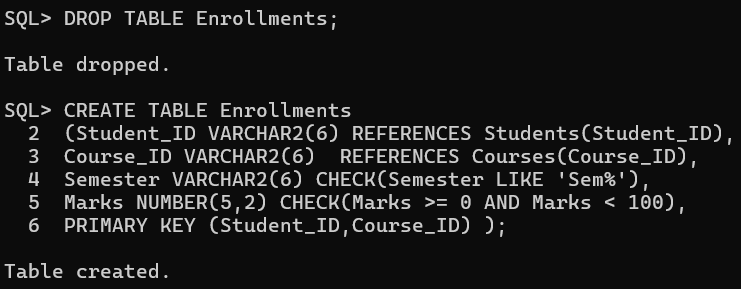 SQL> DROP TABLE Enrollments;
Table dropped.
SQL> CREATE TABLE Enrollments
  2  (Student_ID VARCHAR2(6) REFERENCES Students(Student_ID),
  3  Course_ID VARCHAR2(6)  REFERENCES Courses(Course_ID),
  4  Semester VARCHAR2(6) CHECK(Semester LIKE 'Sem%'),
  5  Marks NUMBER(5,2) CHECK(Marks >= 0 AND Marks < 100),
  6  PRIMARY KEY (Student_ID,Course_ID) );
Table created.